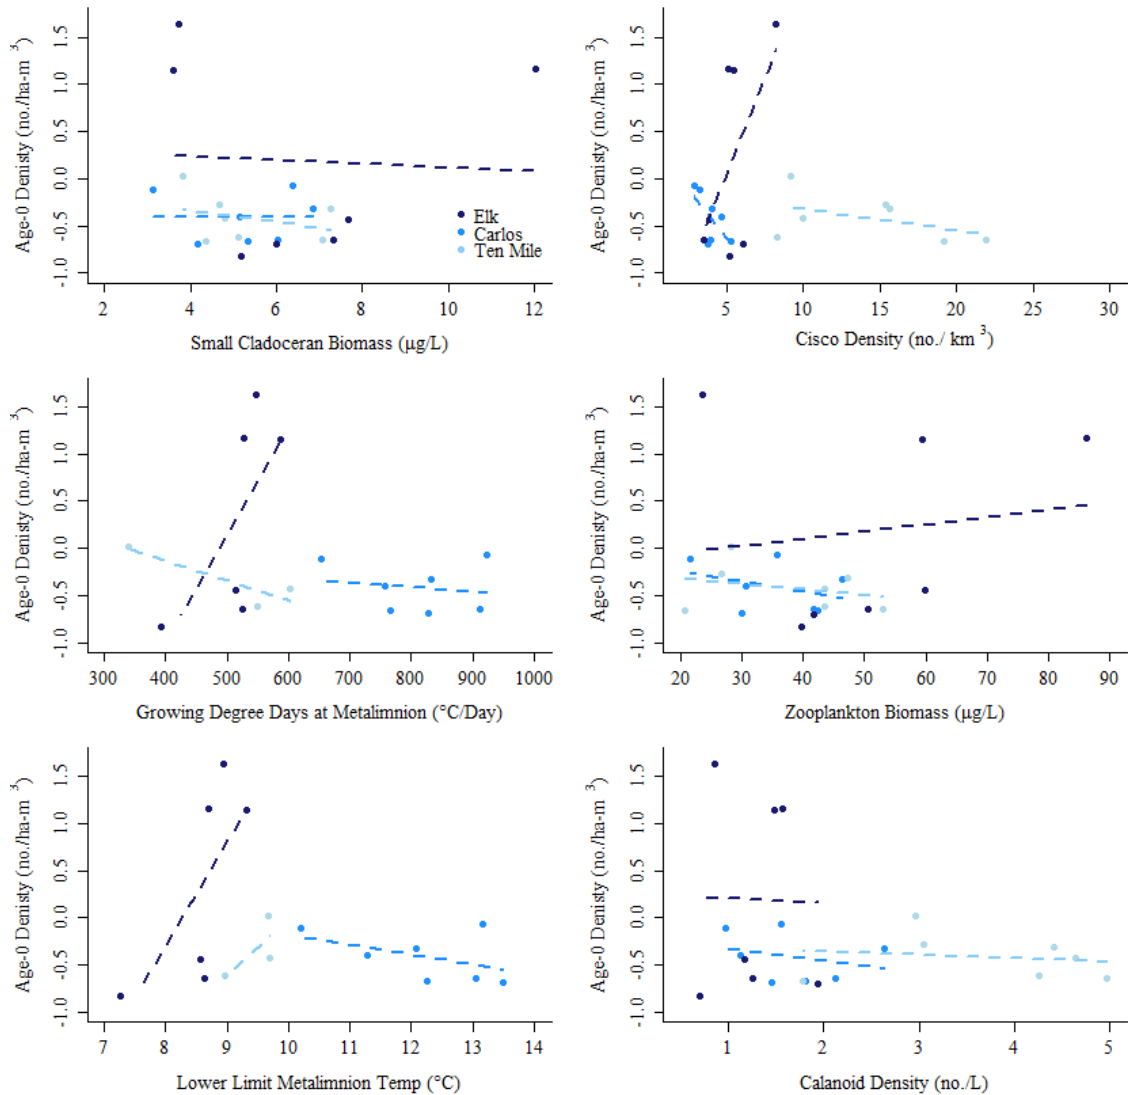 Age-0 Denisty (no./ha-m 3)
1.5
1.0
0.5
0.0
-0.5
-1.0
Elk
Carlos
Ten Mile
2 4 6 8 10 12
Small Cladoceran Biomass (µg/L)
Age-0 Denisty (no./ha-m 3)
1.5
1.0
0.5
0.0
-0.5
-1.0
5 10 15 20 25 30
Cisco Density (no./ km 3)
Age-0 Denisty (no./ha-m 3)
1.5
1.0
0.5
0.0
-0.5
-1.0
300 400 500 600 700 800 900 1000
Growing Degree Days at Metalimnion (°C/Day)
Age-0 Denisty (no./ha-m 3)
1.5
1.0
0.5
0.0
-0.5
-1.0
20 30 40 50 60 70 80 90
Zooplankton Biomass (µg/L)
Age-0 Denisty (no./ha-m 3)
1.5
1.0
0.5
0.0
-0.5
-1.0
7 8 9 10 11 12 13 14
Lower Limit Metalimnion Temp (°C)
Age-0 Denisty (no./ha-m 3)
1.5
1.0
0.5
0.0
-0.5
-1.0
1 2 3 4 5
Calanoid Density (no./L)